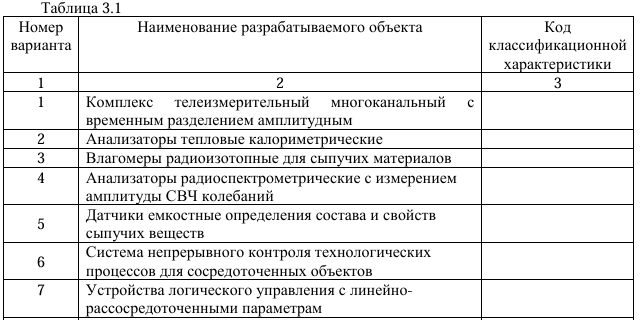 Таблица 3.1
Номер варианта
Наименование разрабатываемого объекта
Код классификационной характеристики
1 2 3
1 Комплекс телеизмерительный многоканальный с
временным разделением амплитудным
2 Анализаторы тепловые калориметрические
3 Влагомеры радиоизотопные для сыпучих материалов
4 Анализаторы радиоспектрометрические с измерением
амплитуды СВЧ колебаний
5 Датчики емкостные определения состава и свойств
сыпучих веществ
6 Система непрерывного контроля технологических
процессов для сосредоточенных объектов
7 Устройства логического управления с линейно-
рассосредоточенными параметрам